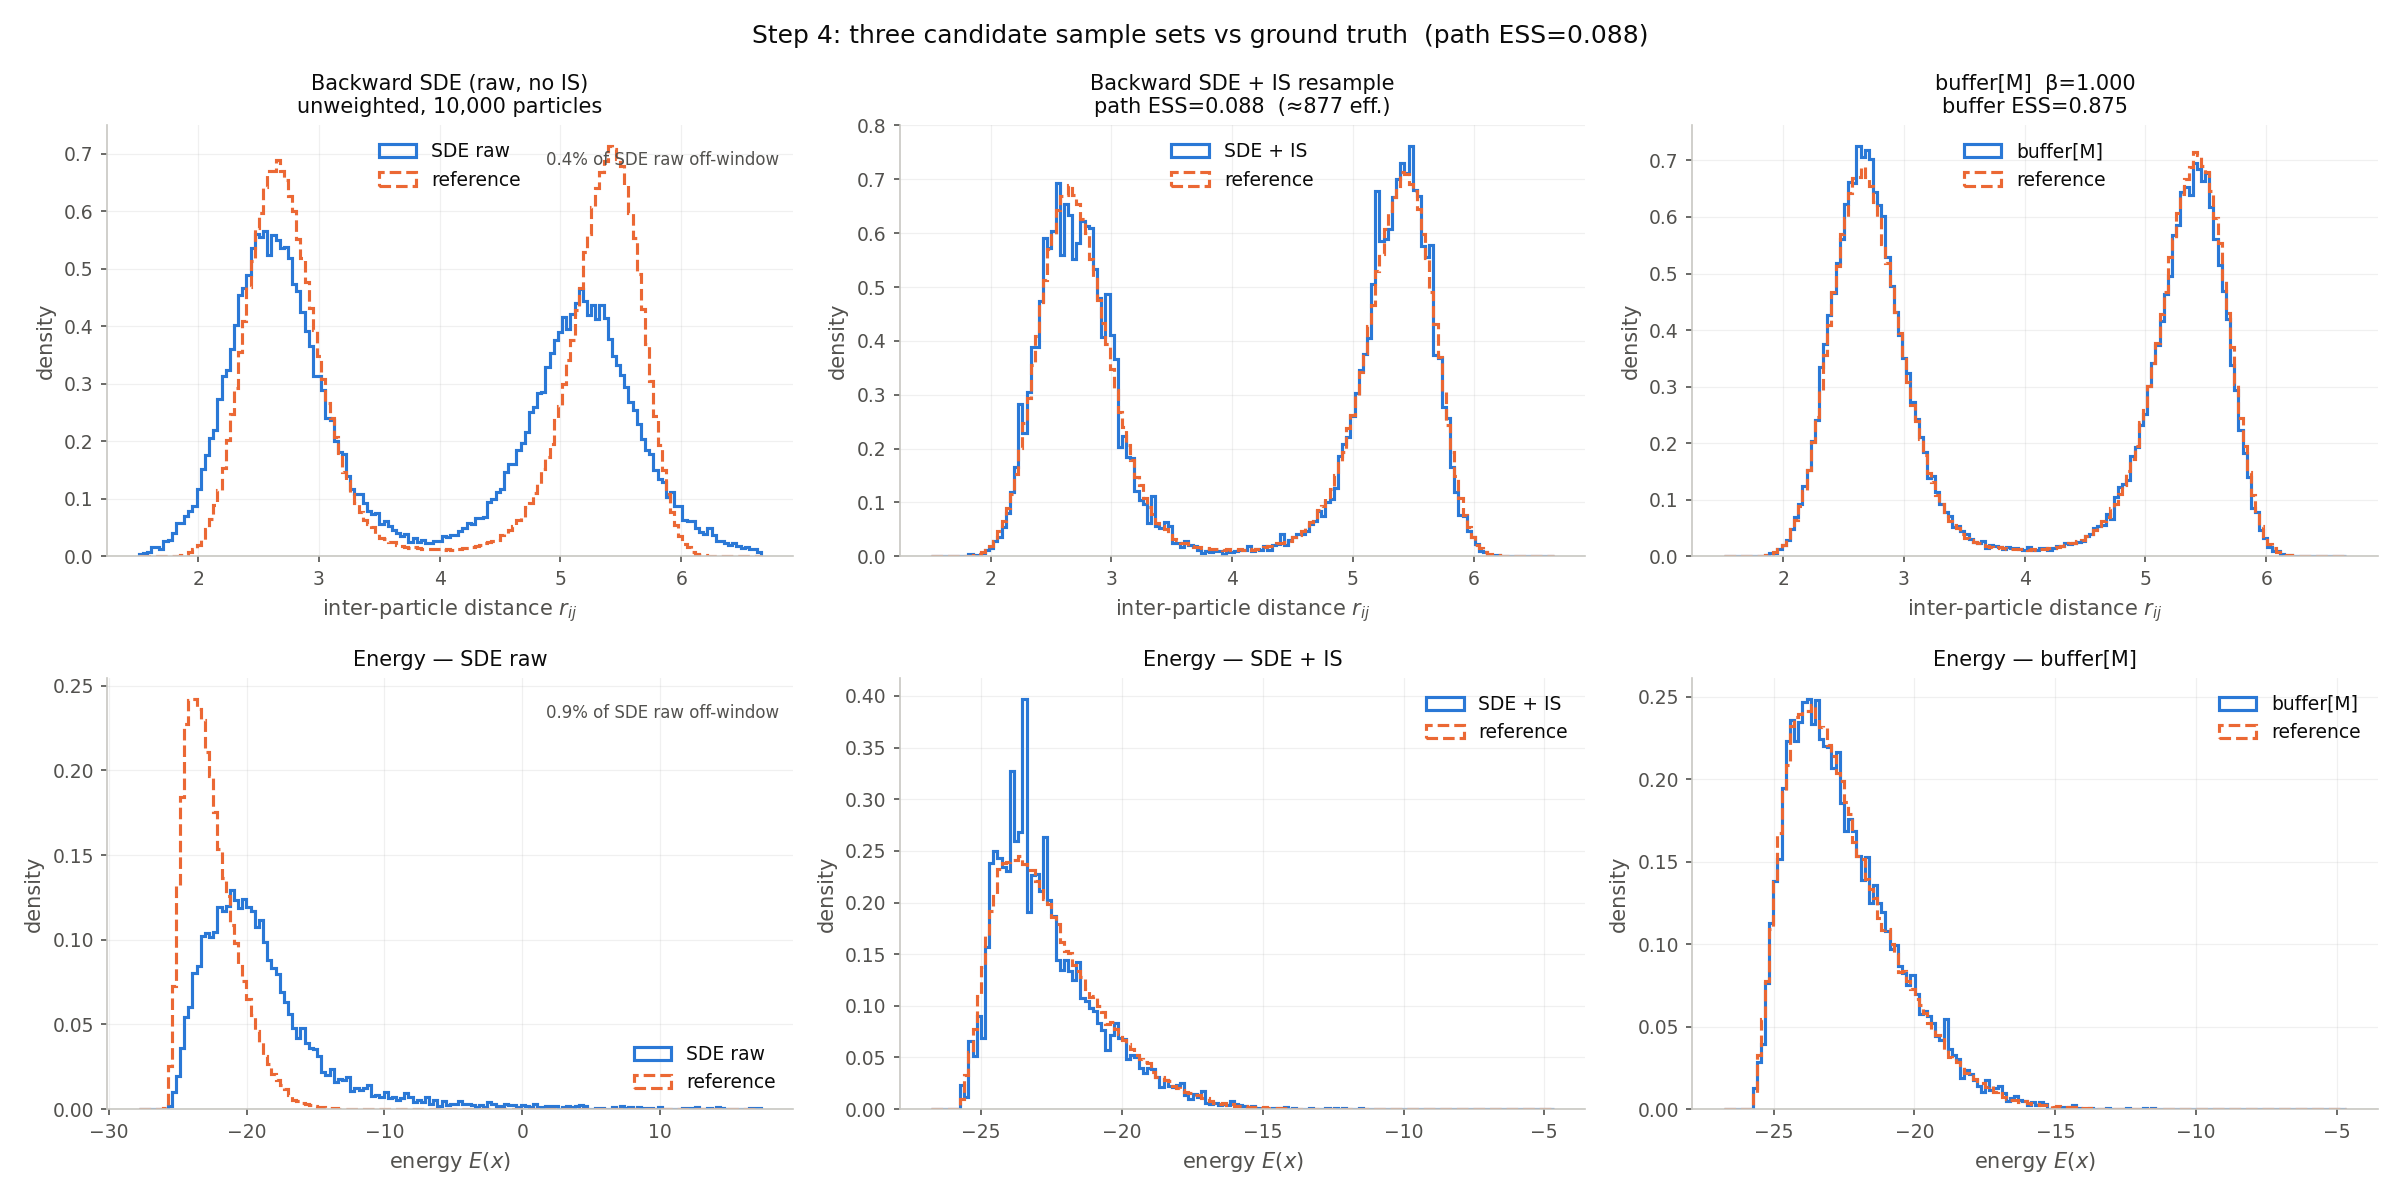 Step 4: three candidate sample sets vs ground truth  (path ESS=0.088)
Backward SDE (raw, no IS)
unweighted, 10,000 particles
SDE raw
reference
0.4% of SDE raw off-window
density
0.7
0.6
0.5
0.4
0.3
0.2
0.1
0.0
2
3
4
5
6
inter-particle distance r_ij
Backward SDE + IS resample
path ESS=0.088  (≈877 eff.)
SDE + IS
reference
density
0.8
0.7
0.6
0.5
0.4
0.3
0.2
0.1
0.0
2
3
4
5
6
inter-particle distance r_ij
buffer[M]  β=1.000
buffer ESS=0.875
buffer[M]
reference
density
0.7
0.6
0.5
0.4
0.3
0.2
0.1
0.0
2
3
4
5
6
inter-particle distance r_ij
Energy — SDE raw
0.9% of SDE raw off-window
SDE raw
reference
density
0.25
0.20
0.15
0.10
0.05
0.00
−30
−20
−10
0
10
energy E(x)
Energy — SDE + IS
SDE + IS
reference
density
0.40
0.35
0.30
0.25
0.20
0.15
0.10
0.05
0.00
−25
−20
−15
−10
−5
energy E(x)
Energy — buffer[M]
buffer[M]
reference
density
0.25
0.20
0.15
0.10
0.05
0.00
−25
−20
−15
−10
−5
energy E(x)